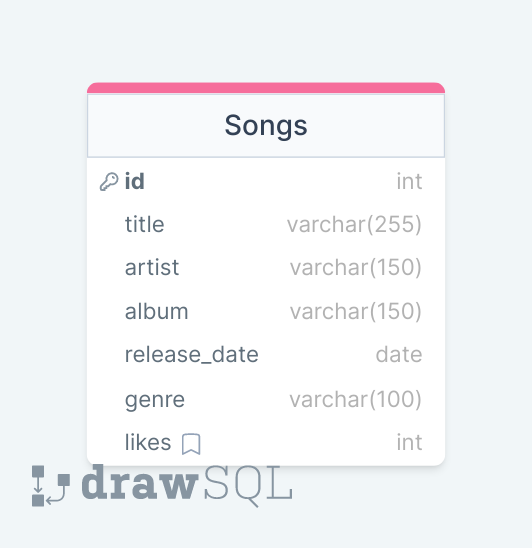 Songs
id int
title varchar(255)
artist varchar(150)
album varchar(150)
release_date date
genre varchar(100)
likes int
drawSQL